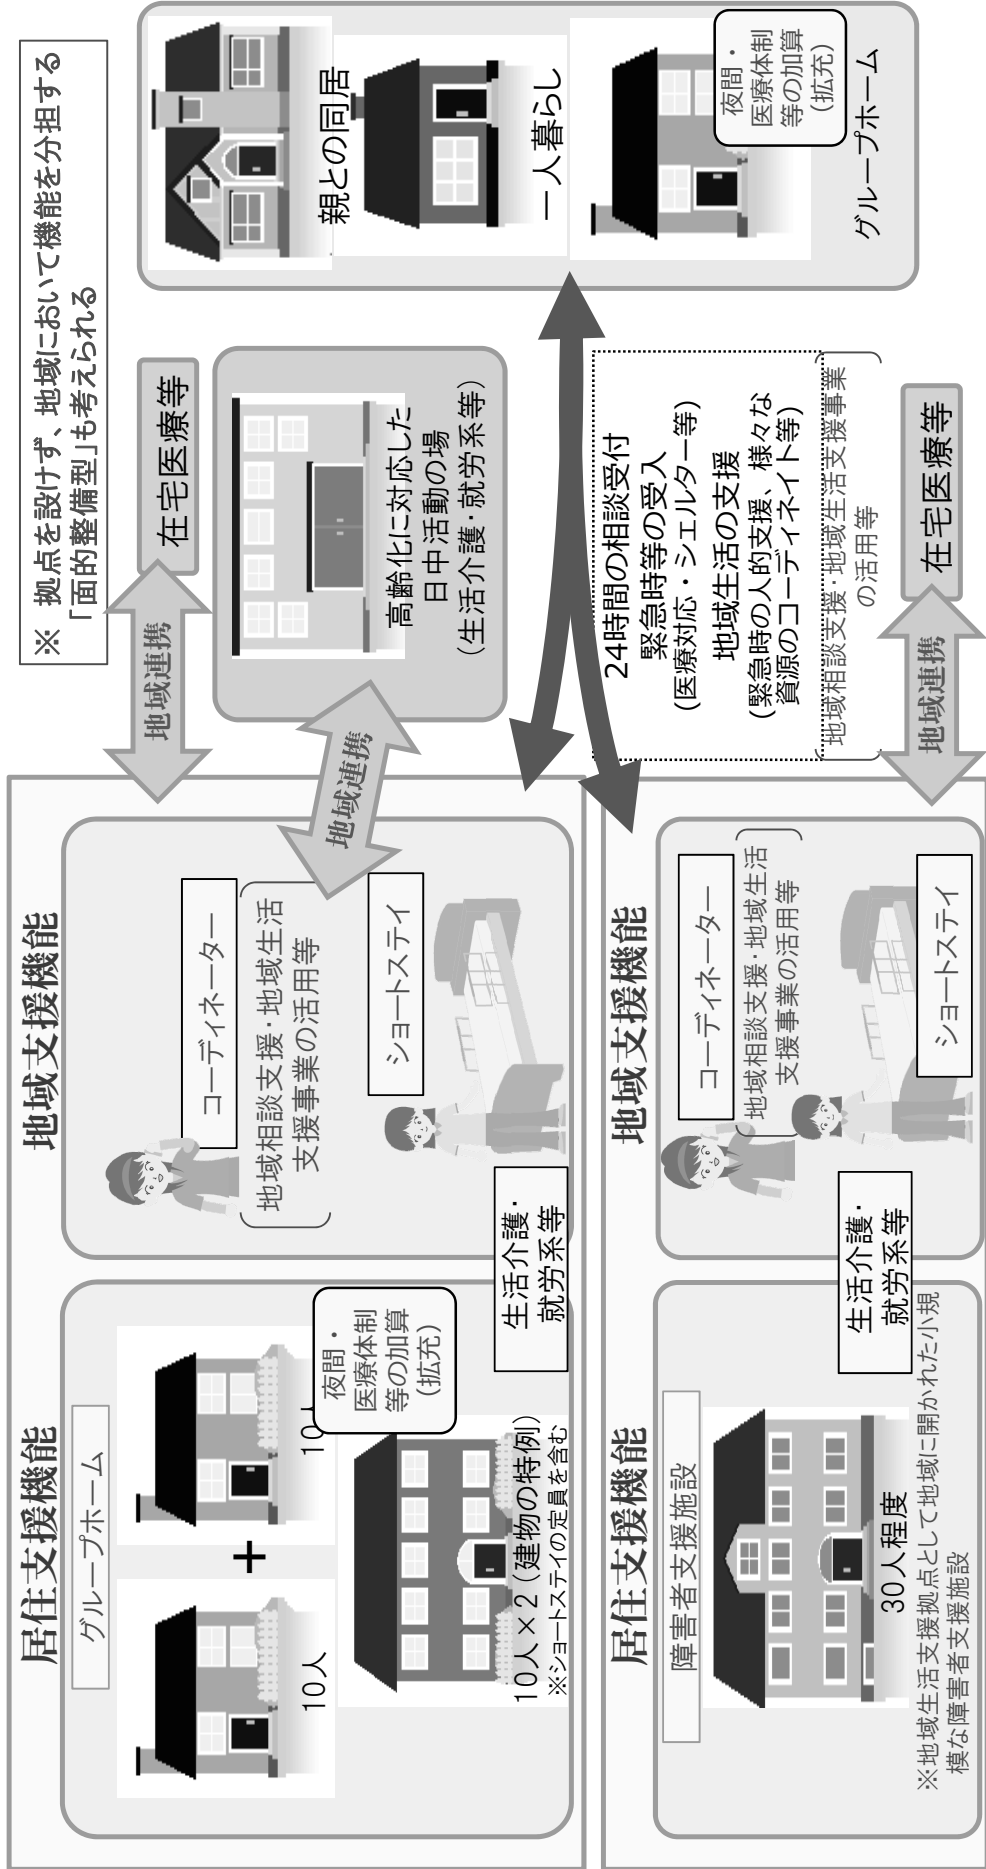 ※ 拠点を設けず、地域において機能を分担する
「面的整備型」も考えられる
居住支援機能
グループホーム
10人
＋
10人
夜間・
医療体制
等の加算
（拡充）
10人×2（建物の特例）
※ショートステイの定員を含む
生活介護・
就労系等
地域支援機能
コーディネーター
地域相談支援・地域生活
支援事業の活用等
ショートステイ
地域連携
在宅医療等
地域連携
高齢化に対応した
日中活動の場
（生活介護・就労系等）
親との同居
一人暮らし
グループホーム
夜間・
医療体制
等の加算
（拡充）
24時間の相談受付
緊急時等の受入
(医療対応・シェルター等)
地域生活の支援
(緊急時の人的支援、様々な
資源のコーディネイト等)
地域相談支援・地域生活支援事業
の活用等
居住支援機能
障害者支援施設
30人程度
※地域生活支援拠点として地域に開かれた小規
模な障害者支援施設
生活介護・
就労系等
地域支援機能
コーディネーター
地域相談支援・地域生活
支援事業の活用等
ショートステイ
地域連携
在宅医療等